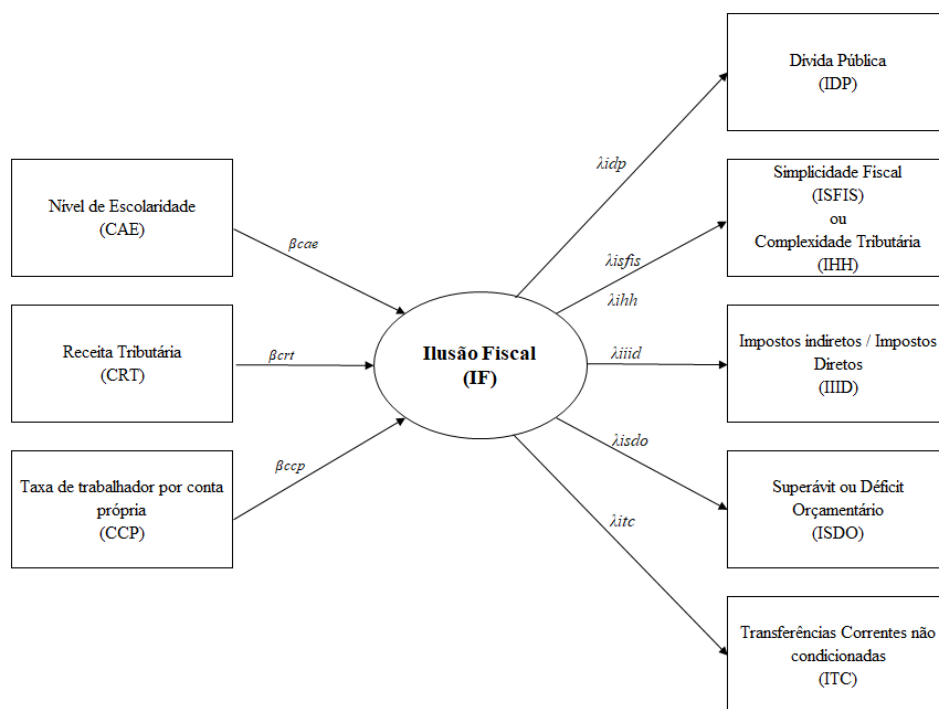 Dívida Pública
(IDP)
Nível de Escolaridade
(CAE)
βcae
λidp
Simplicidade Fiscal
(ISFIS)
ou
Complexidade Tributária
(IHH)
λisfis
λihh
Receita Tributária
(CRT)
βcrt
Ilusão Fiscal
(IF)
λiiid
Impostos indiretos / Impostos
Diretos
(IIID)
Taxa de trabalhador por conta
própria
(CCP)
βccp
λisdo
Superávit ou Déficit
Orçamentário
(ISDO)
λitc
Transferências Correntes não
condicionadas
(ITC)